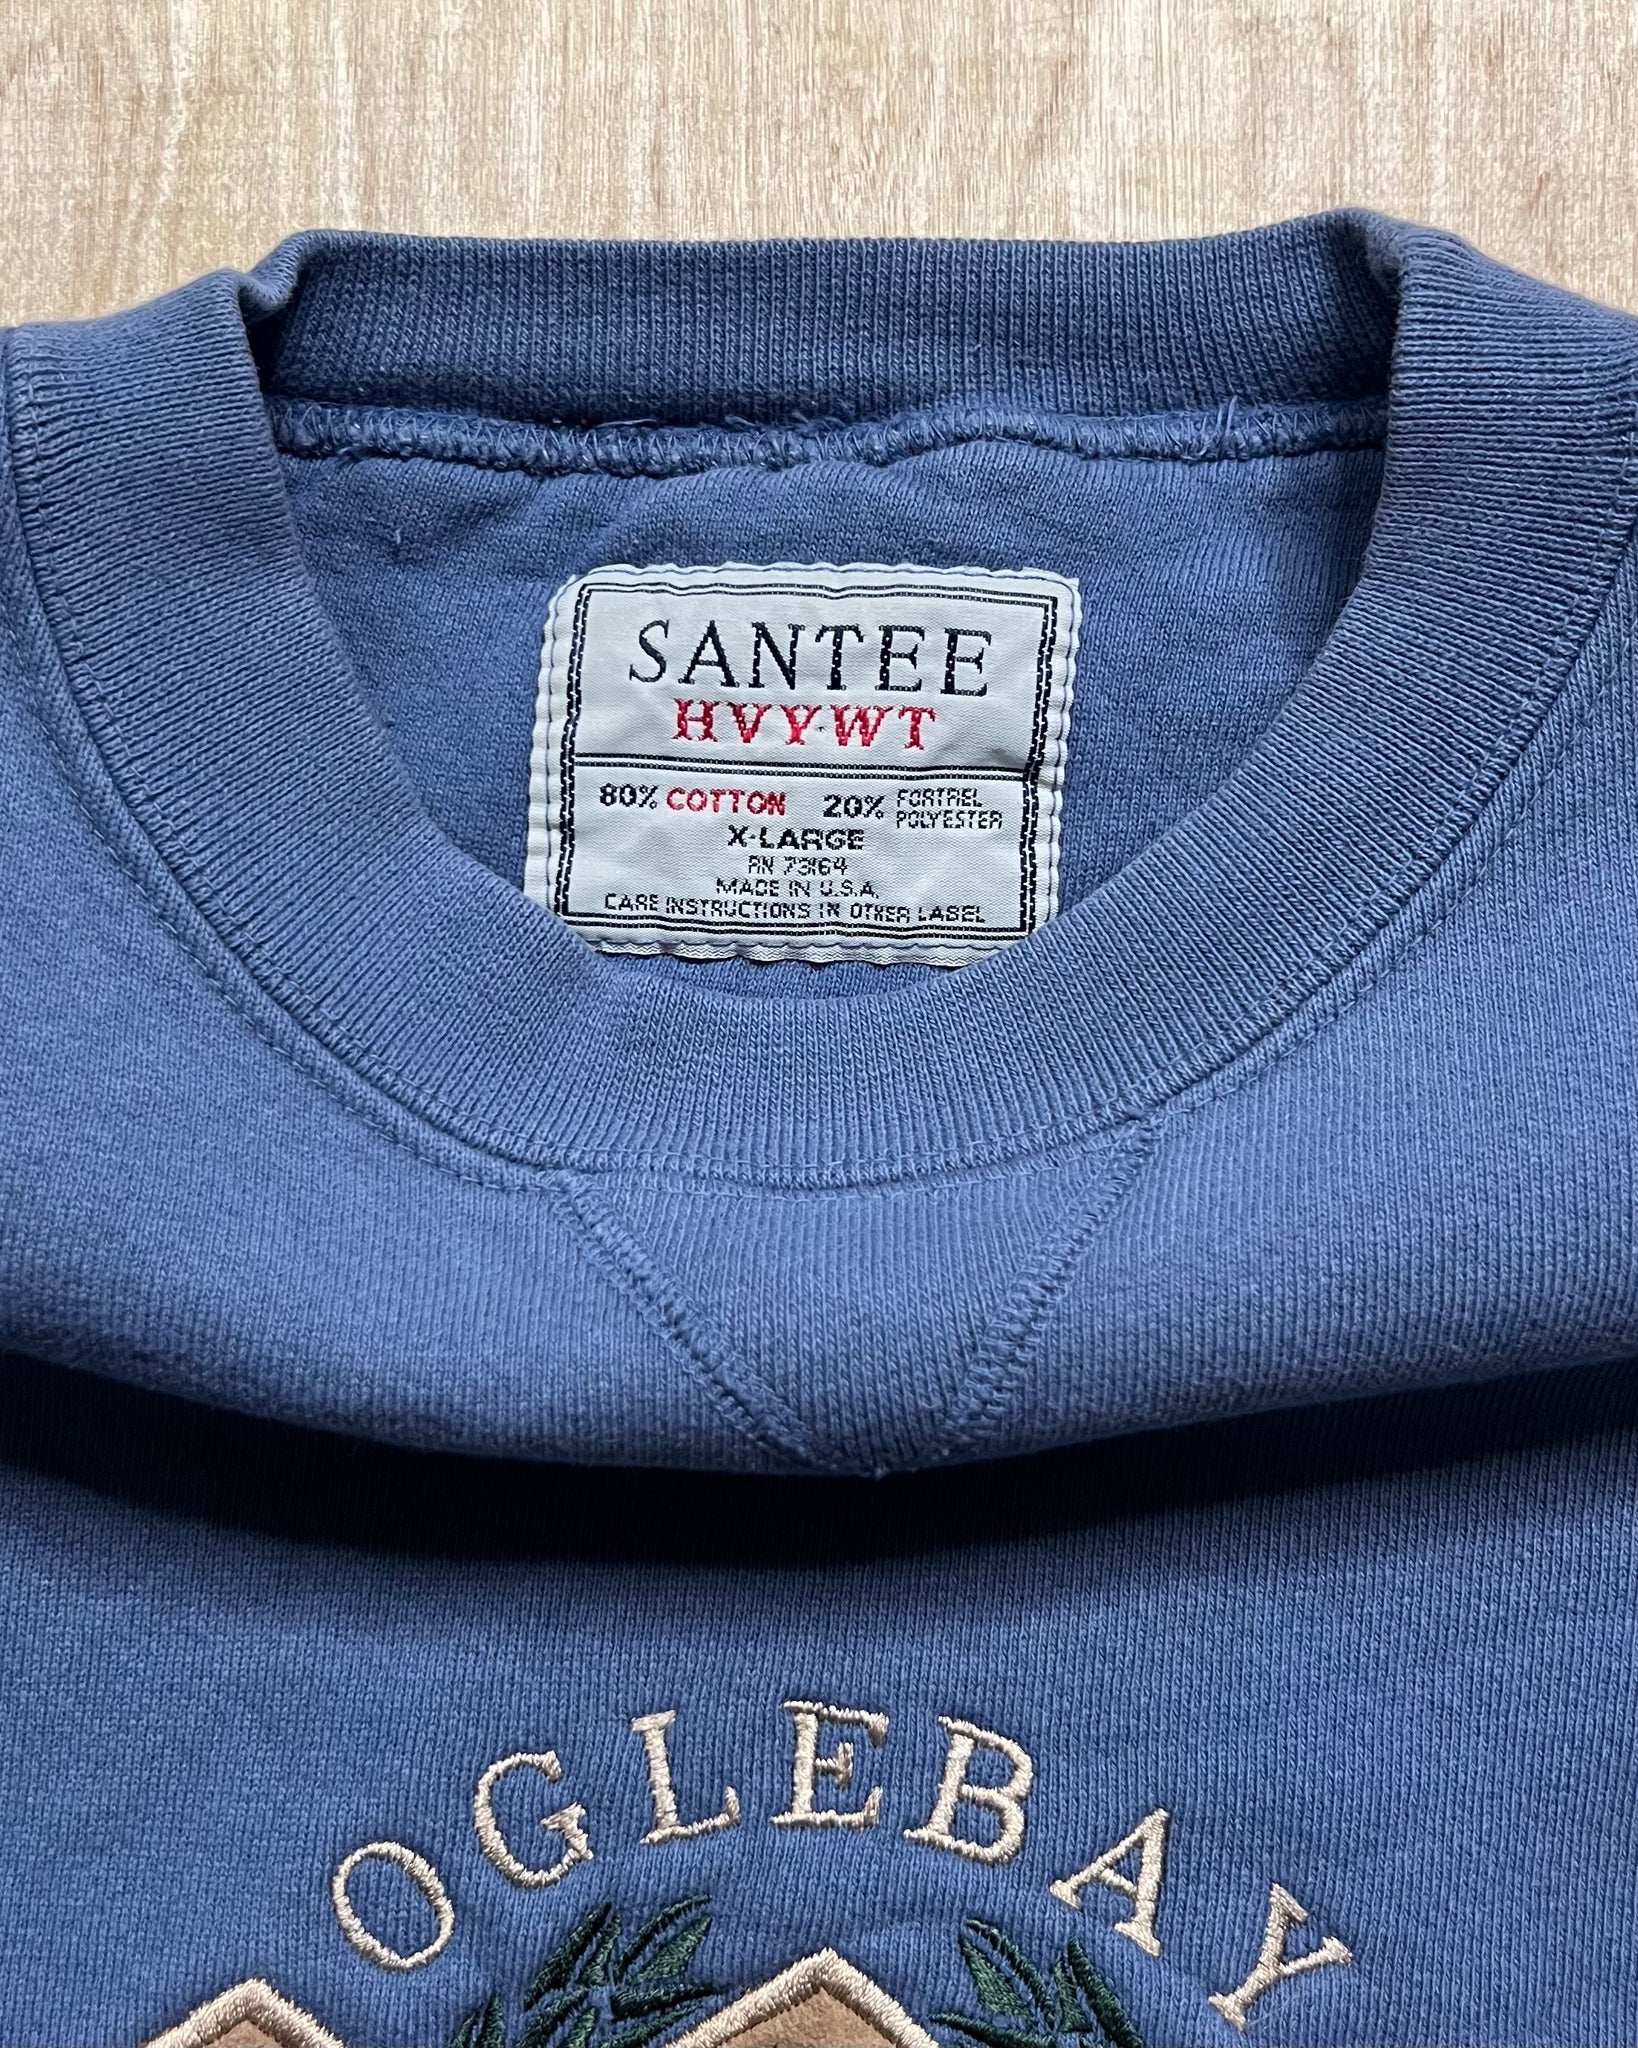 SANTEE
HVYWT
80% COTTON 20% FORTREL
POLYESTER
X-LARGE
RN 73164
MADE IN U.S.A.
CARE INSTRUCTIONS IN OTHER LABEL
OGLEBAY